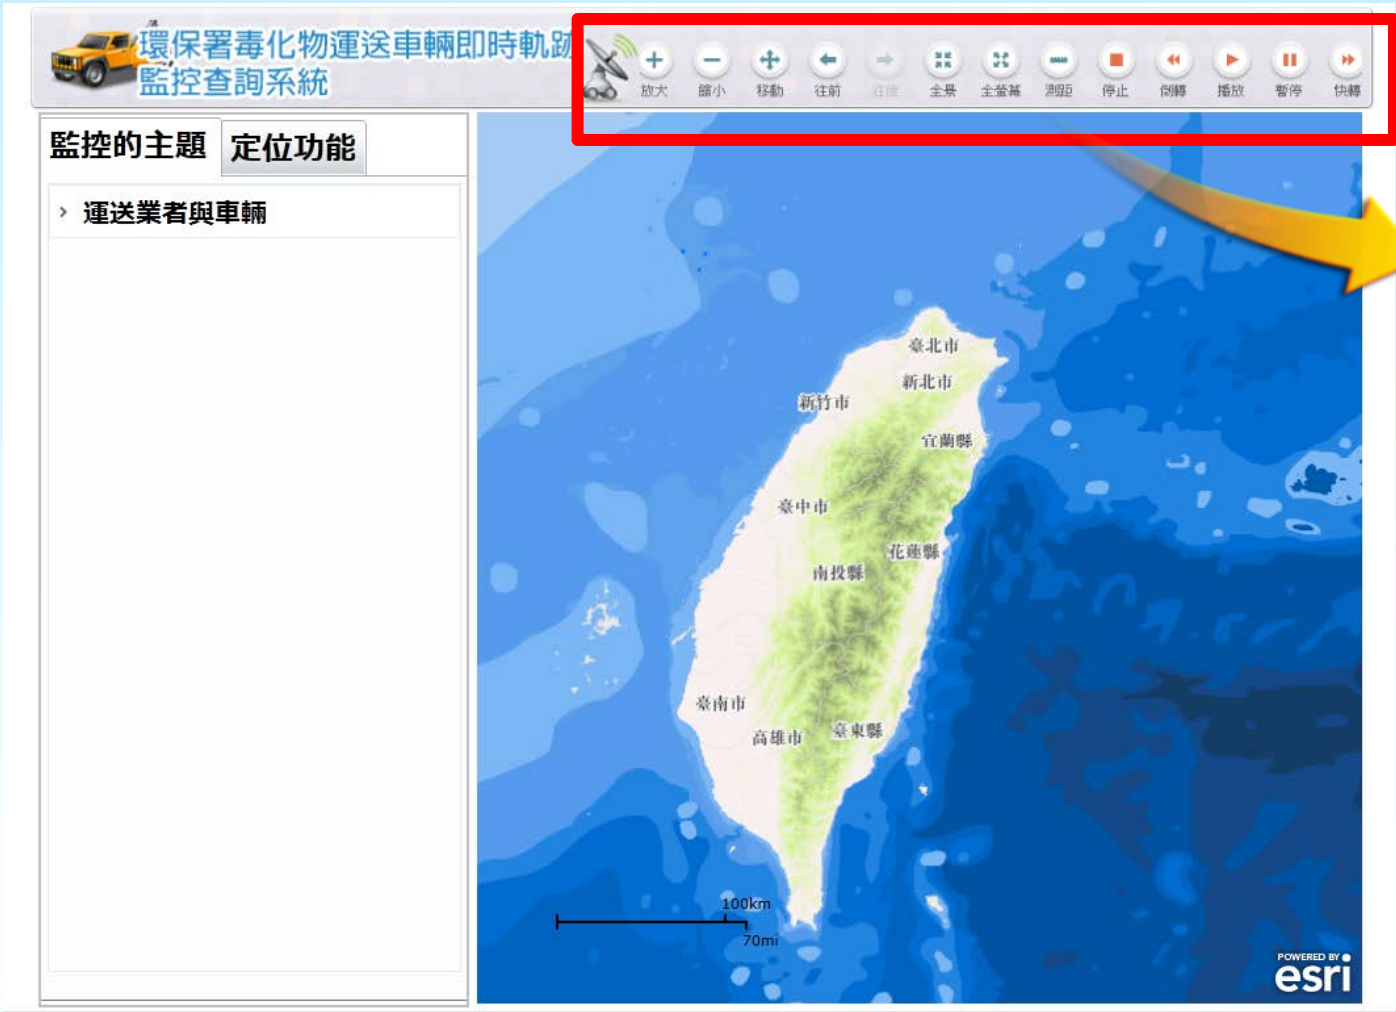 環保署毒化物運送車輛即時軌跡
監控查詢系統
放大 縮小 移動 往前 往後 全景 全螢幕 測距 停止 倒轉 播放 暫停 快轉
監控的主題 定位功能
運送業者與車輛
臺北市
新北市
新竹市
宜蘭縣
臺中市
花蓮縣
南投縣
臺南市
臺東縣
高雄市
100km
70mi
POWERED BY
esri